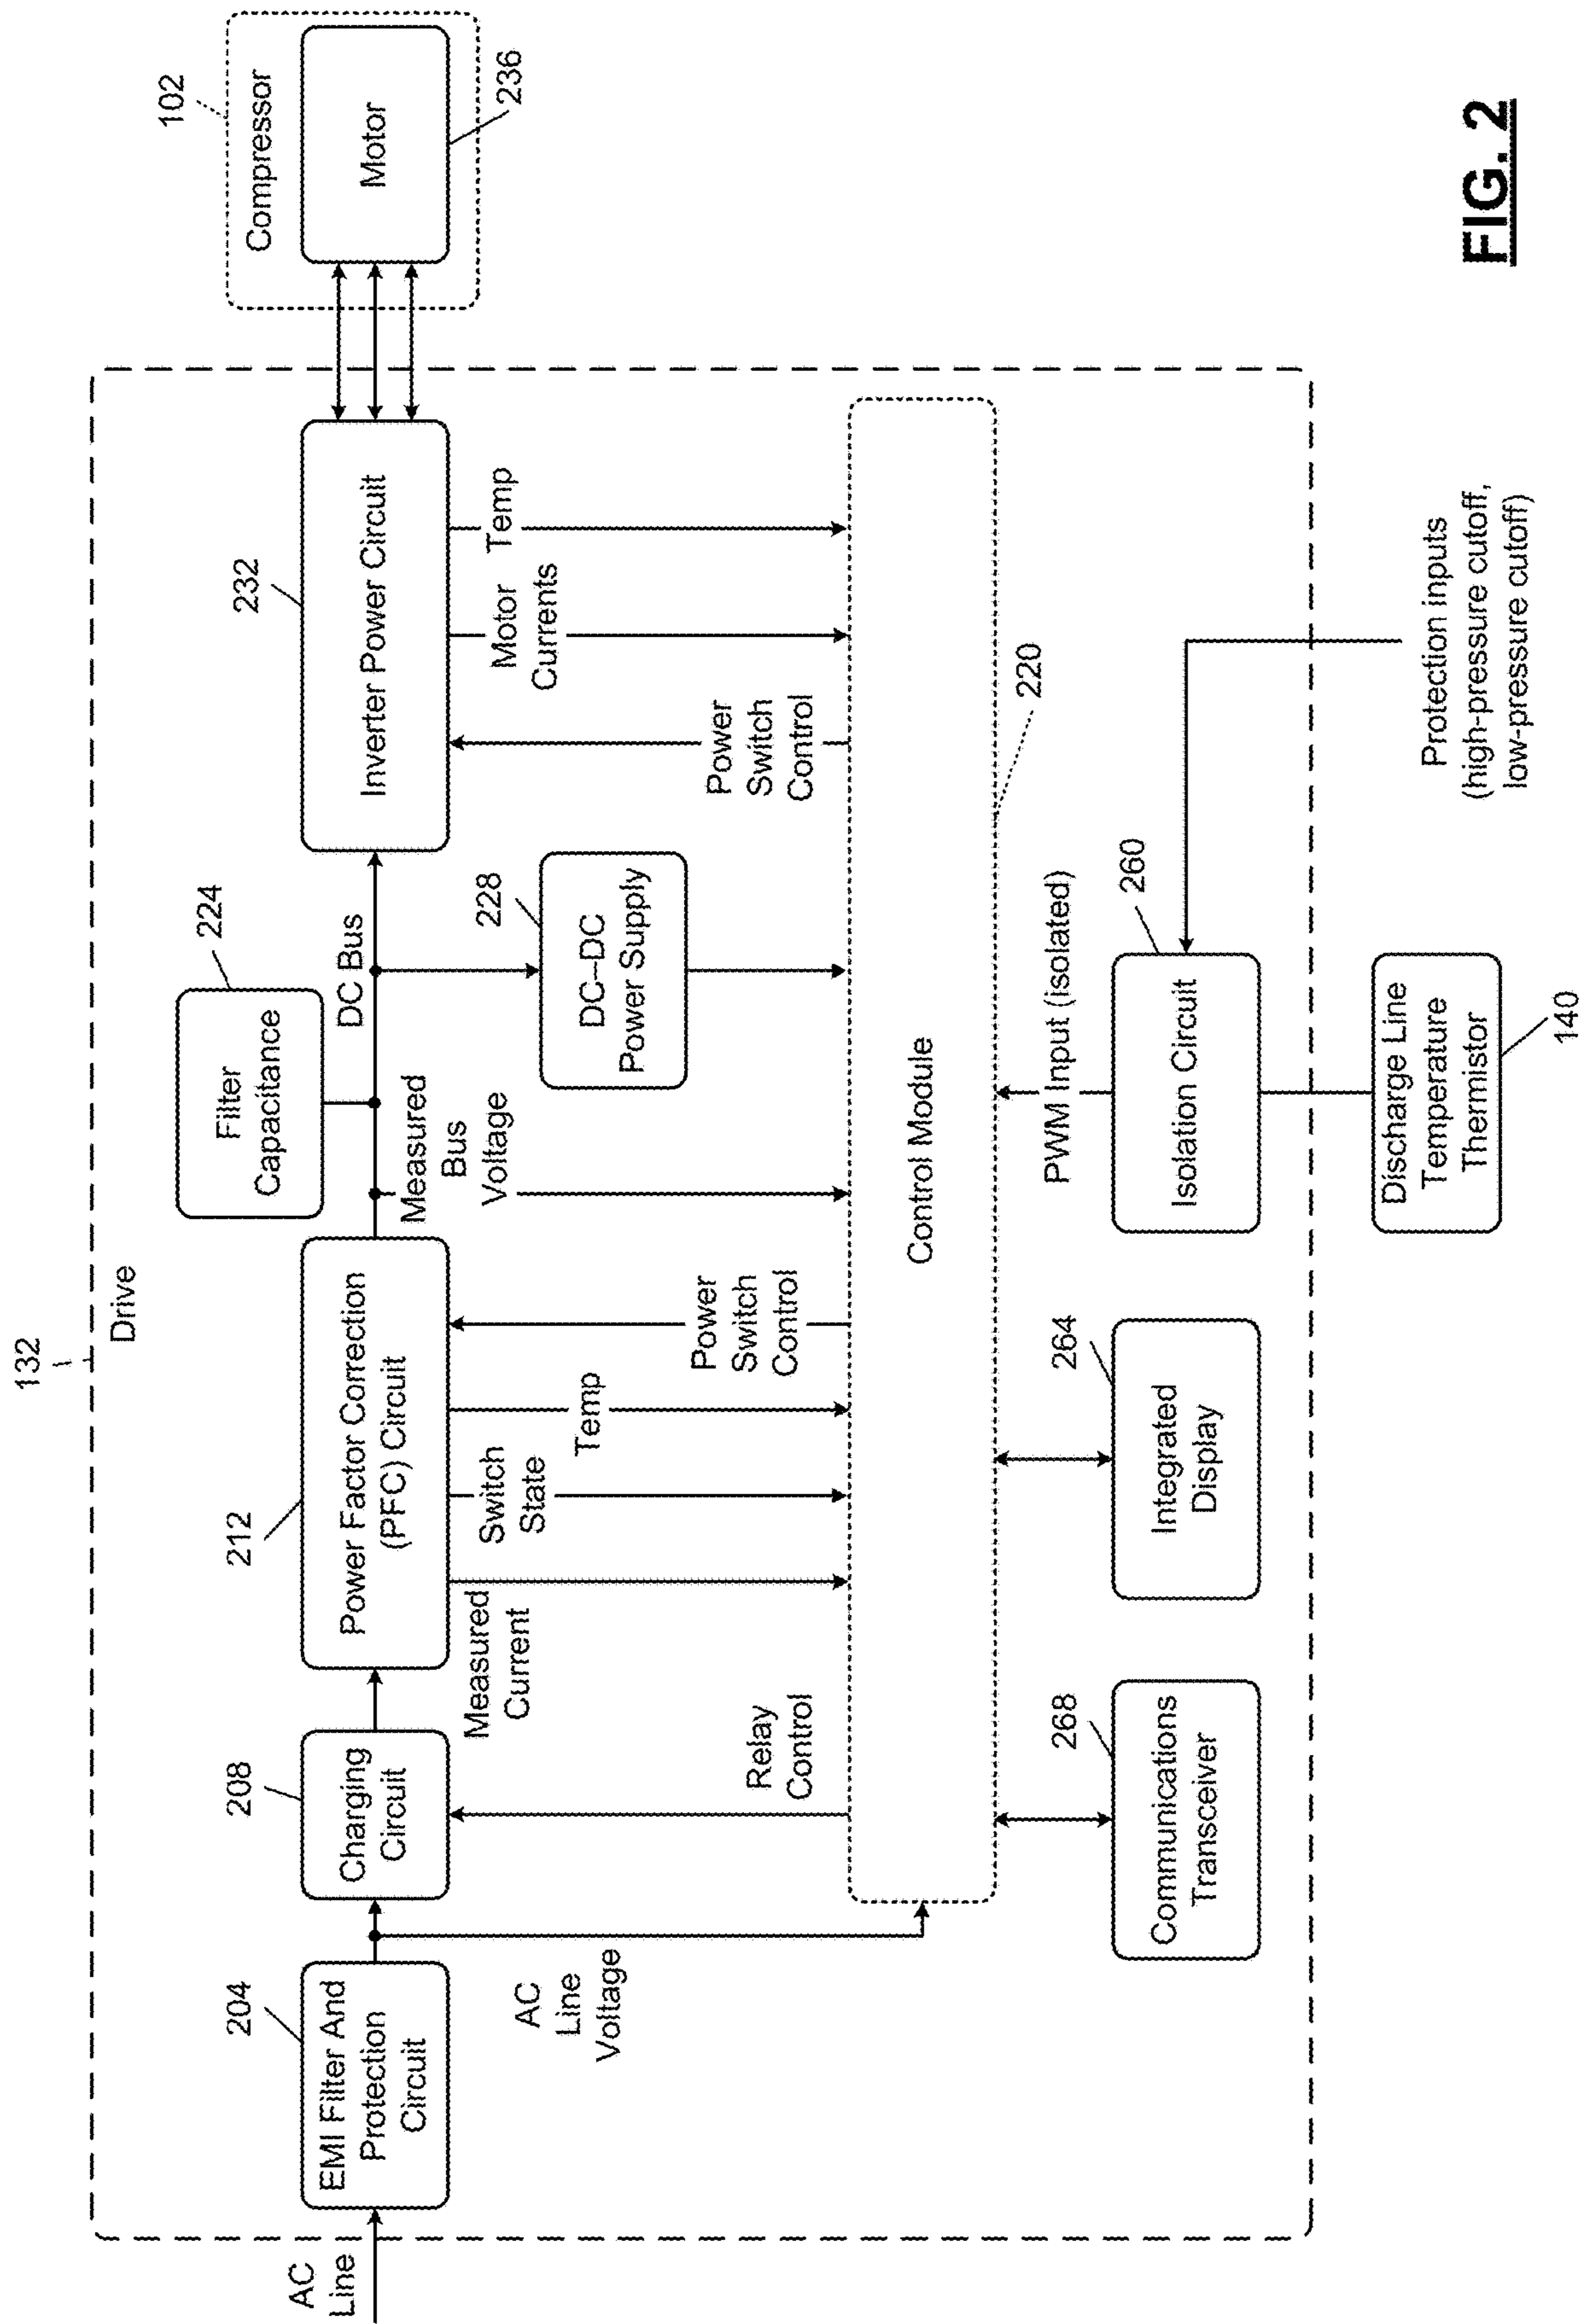 132
Drive
102
Compressor
Motor
236
AC
Line
204
EMI Filter And
Protection
Circuit
208
Charging
Circuit
212
Power Factor Correction
(PFC) Circuit
224
Filter
Capacitance
DC Bus
232
Inverter Power Circuit
Measured
Bus
Voltage
228
DC--DC
Power Supply
AC
Line
Voltage
Relay
Control
Measured
Current
Switch
State
Temp
Power
Switch
Control
Power
Switch
Control
Motor
Currents
Temp
Control Module
220
268
Communications
Transceiver
264
Integrated
Display
PWM Input (isolated)
260
Isolation Circuit
Discharge Line
Temperature
Thermistor
140
Protection inputs
(high-pressure cutoff,
low-pressure cutoff)
FIG. 2